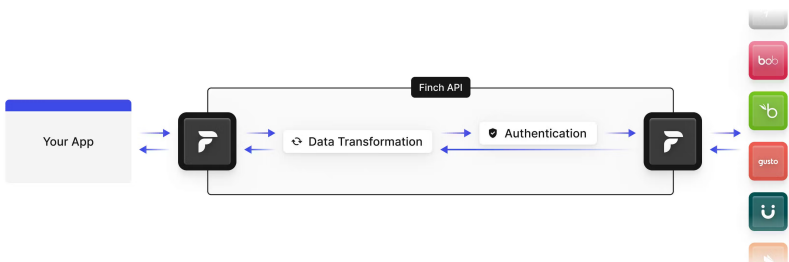 Finch API
Your App
Data Transformation
Authentication
bob
b
gusto